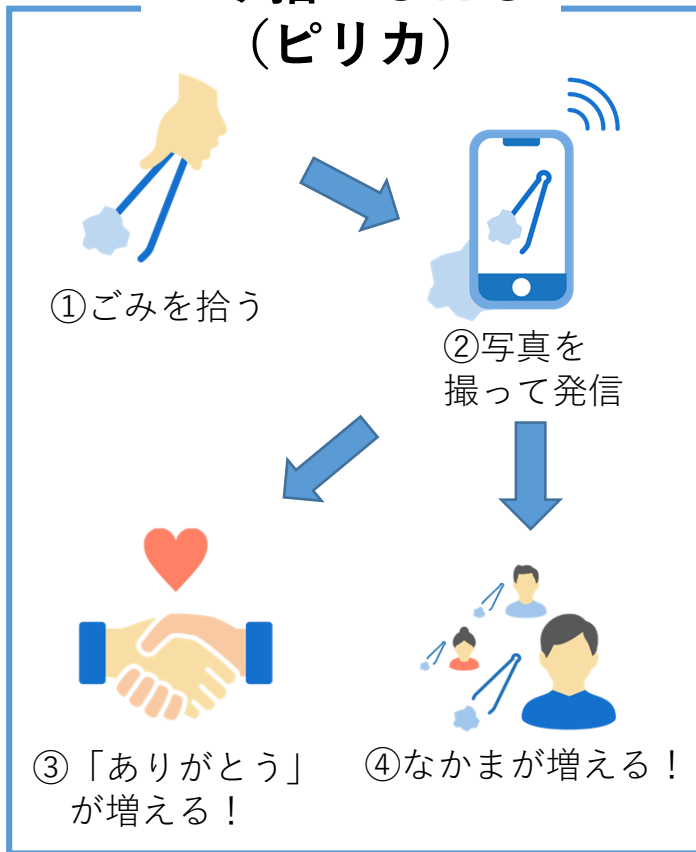 （ピリカ）
①ごみを拾う
②写真を
撮って発信
③「ありがとう」
が増える！
④なかまが増える！